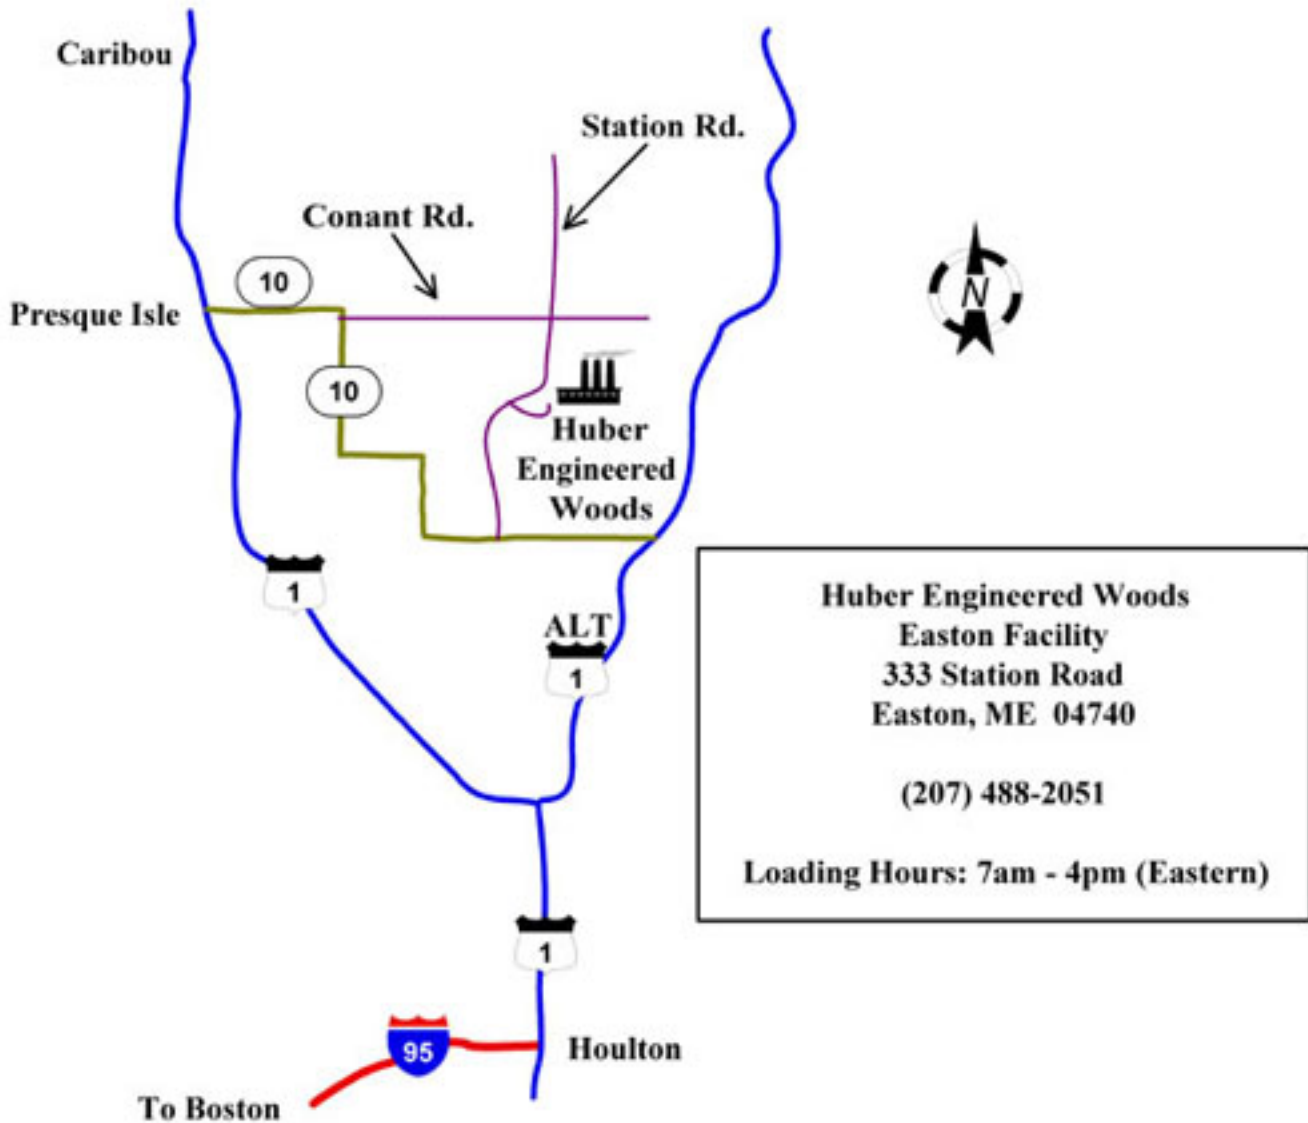 Caribou
Station Rd.
Conant Rd.
10
Presque Isle
N
10
Huber
Engineered
Woods
1
ALT
1
Huber Engineered Woods
Easton Facility
333 Station Road
Easton, ME 04740
(207) 488-2051
Loading Hours: 7am - 4pm (Eastern)
1
95
Houlton
To Boston